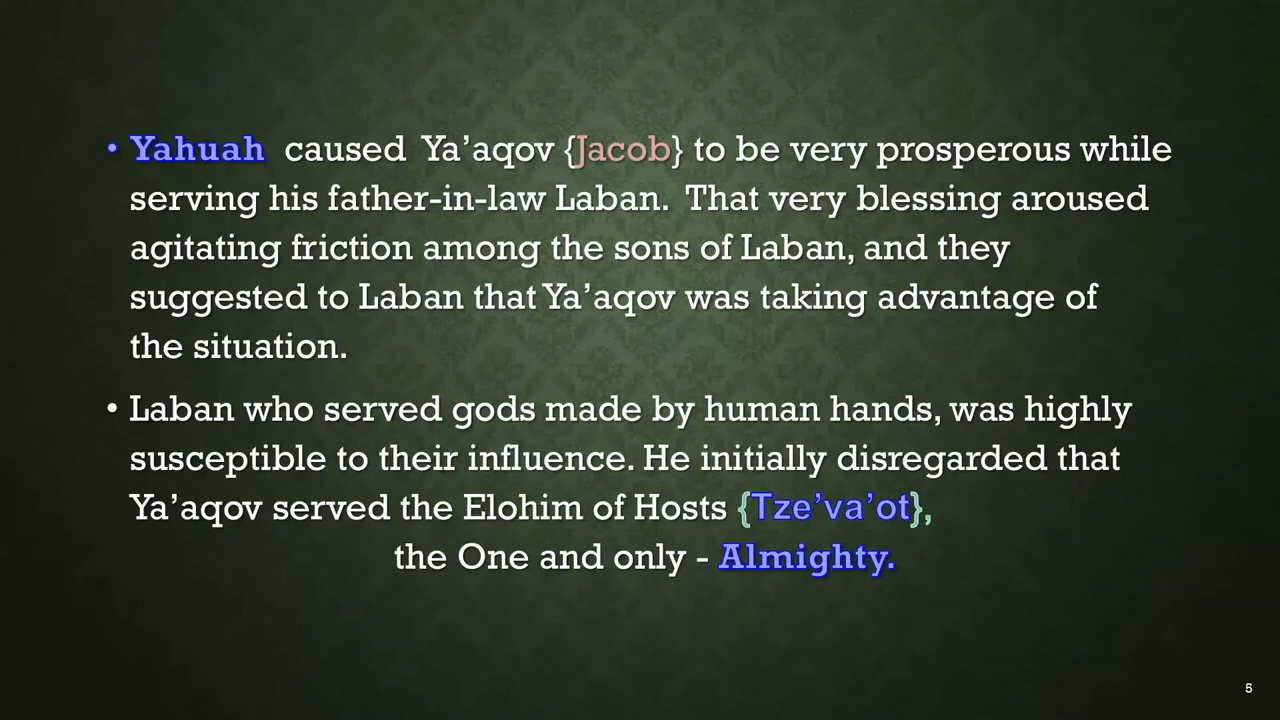 • Yahuah caused Ya’aqov {Jacob} to be very prosperous while
serving his father-in-law Laban. That very blessing aroused
agitating friction among the sons of Laban, and they
suggested to Laban that Ya’aqov was taking advantage of
the situation.
• Laban who served gods made by human hands, was highly
susceptible to their influence. He initially disregarded that
Ya’aqov served the Elohim of Hosts {Tze’va’ot},
the One and only - Almighty.
5